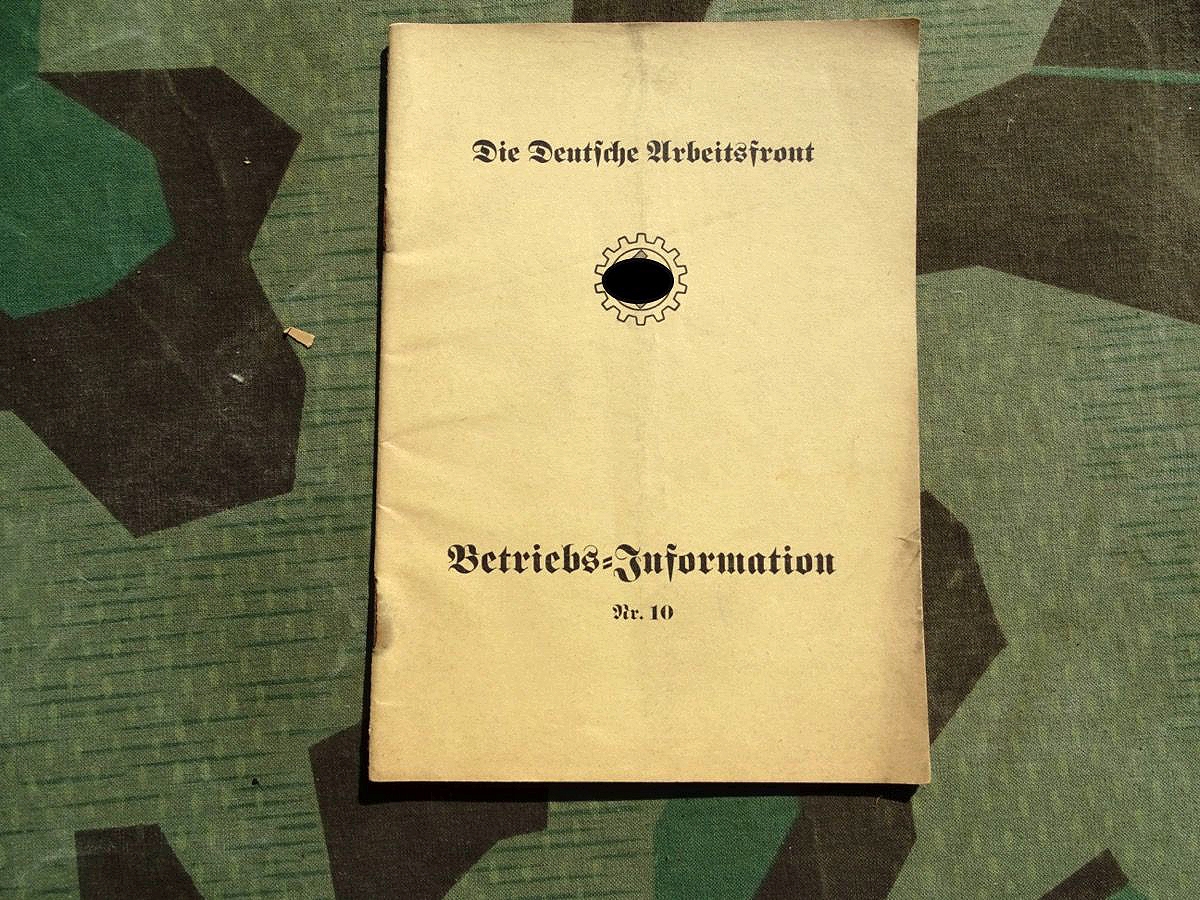 Die Deutsche Arbeitsfront
Betriebs=Information
Nr. 10